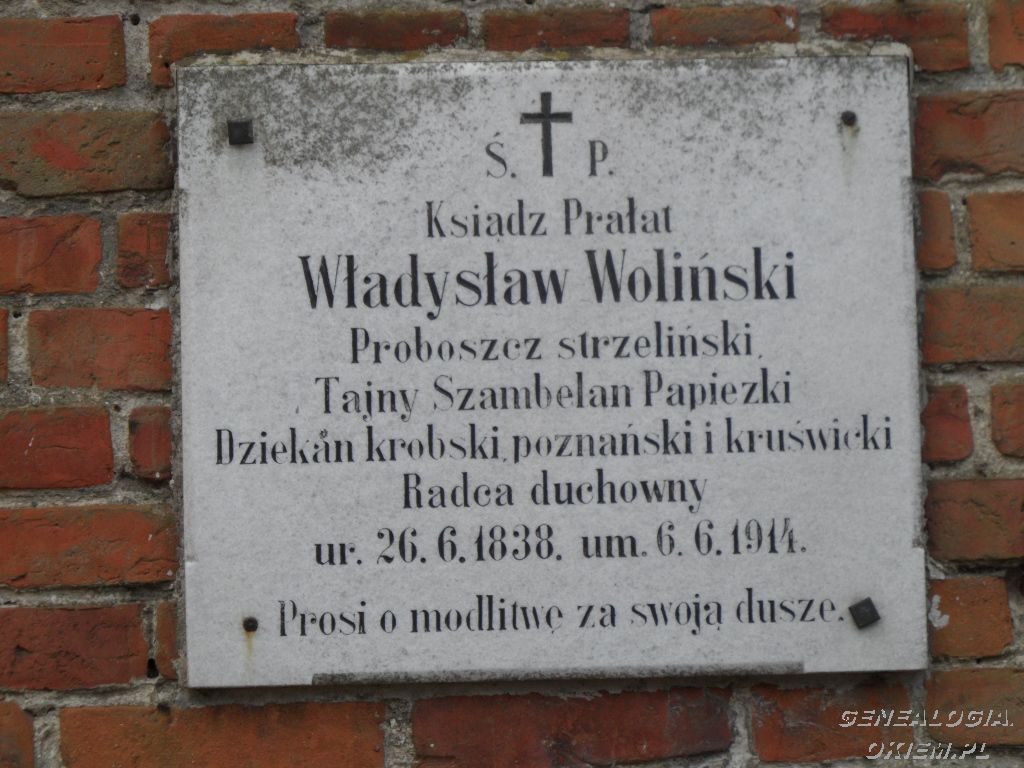 Ś. P.
Ksiądz Prałat
Władysław Woliński
Proboszcz strzeliński,
Tajny Szambelan Papiezki
Dziekan krobski, poznański i kruświcki
Radca duchowny
ur. 26. 6. 1838. um. 6. 6. 1914.
Prosi o modlitwę za swoją dusze.
GENEALOGIA.
OKIEM.PL